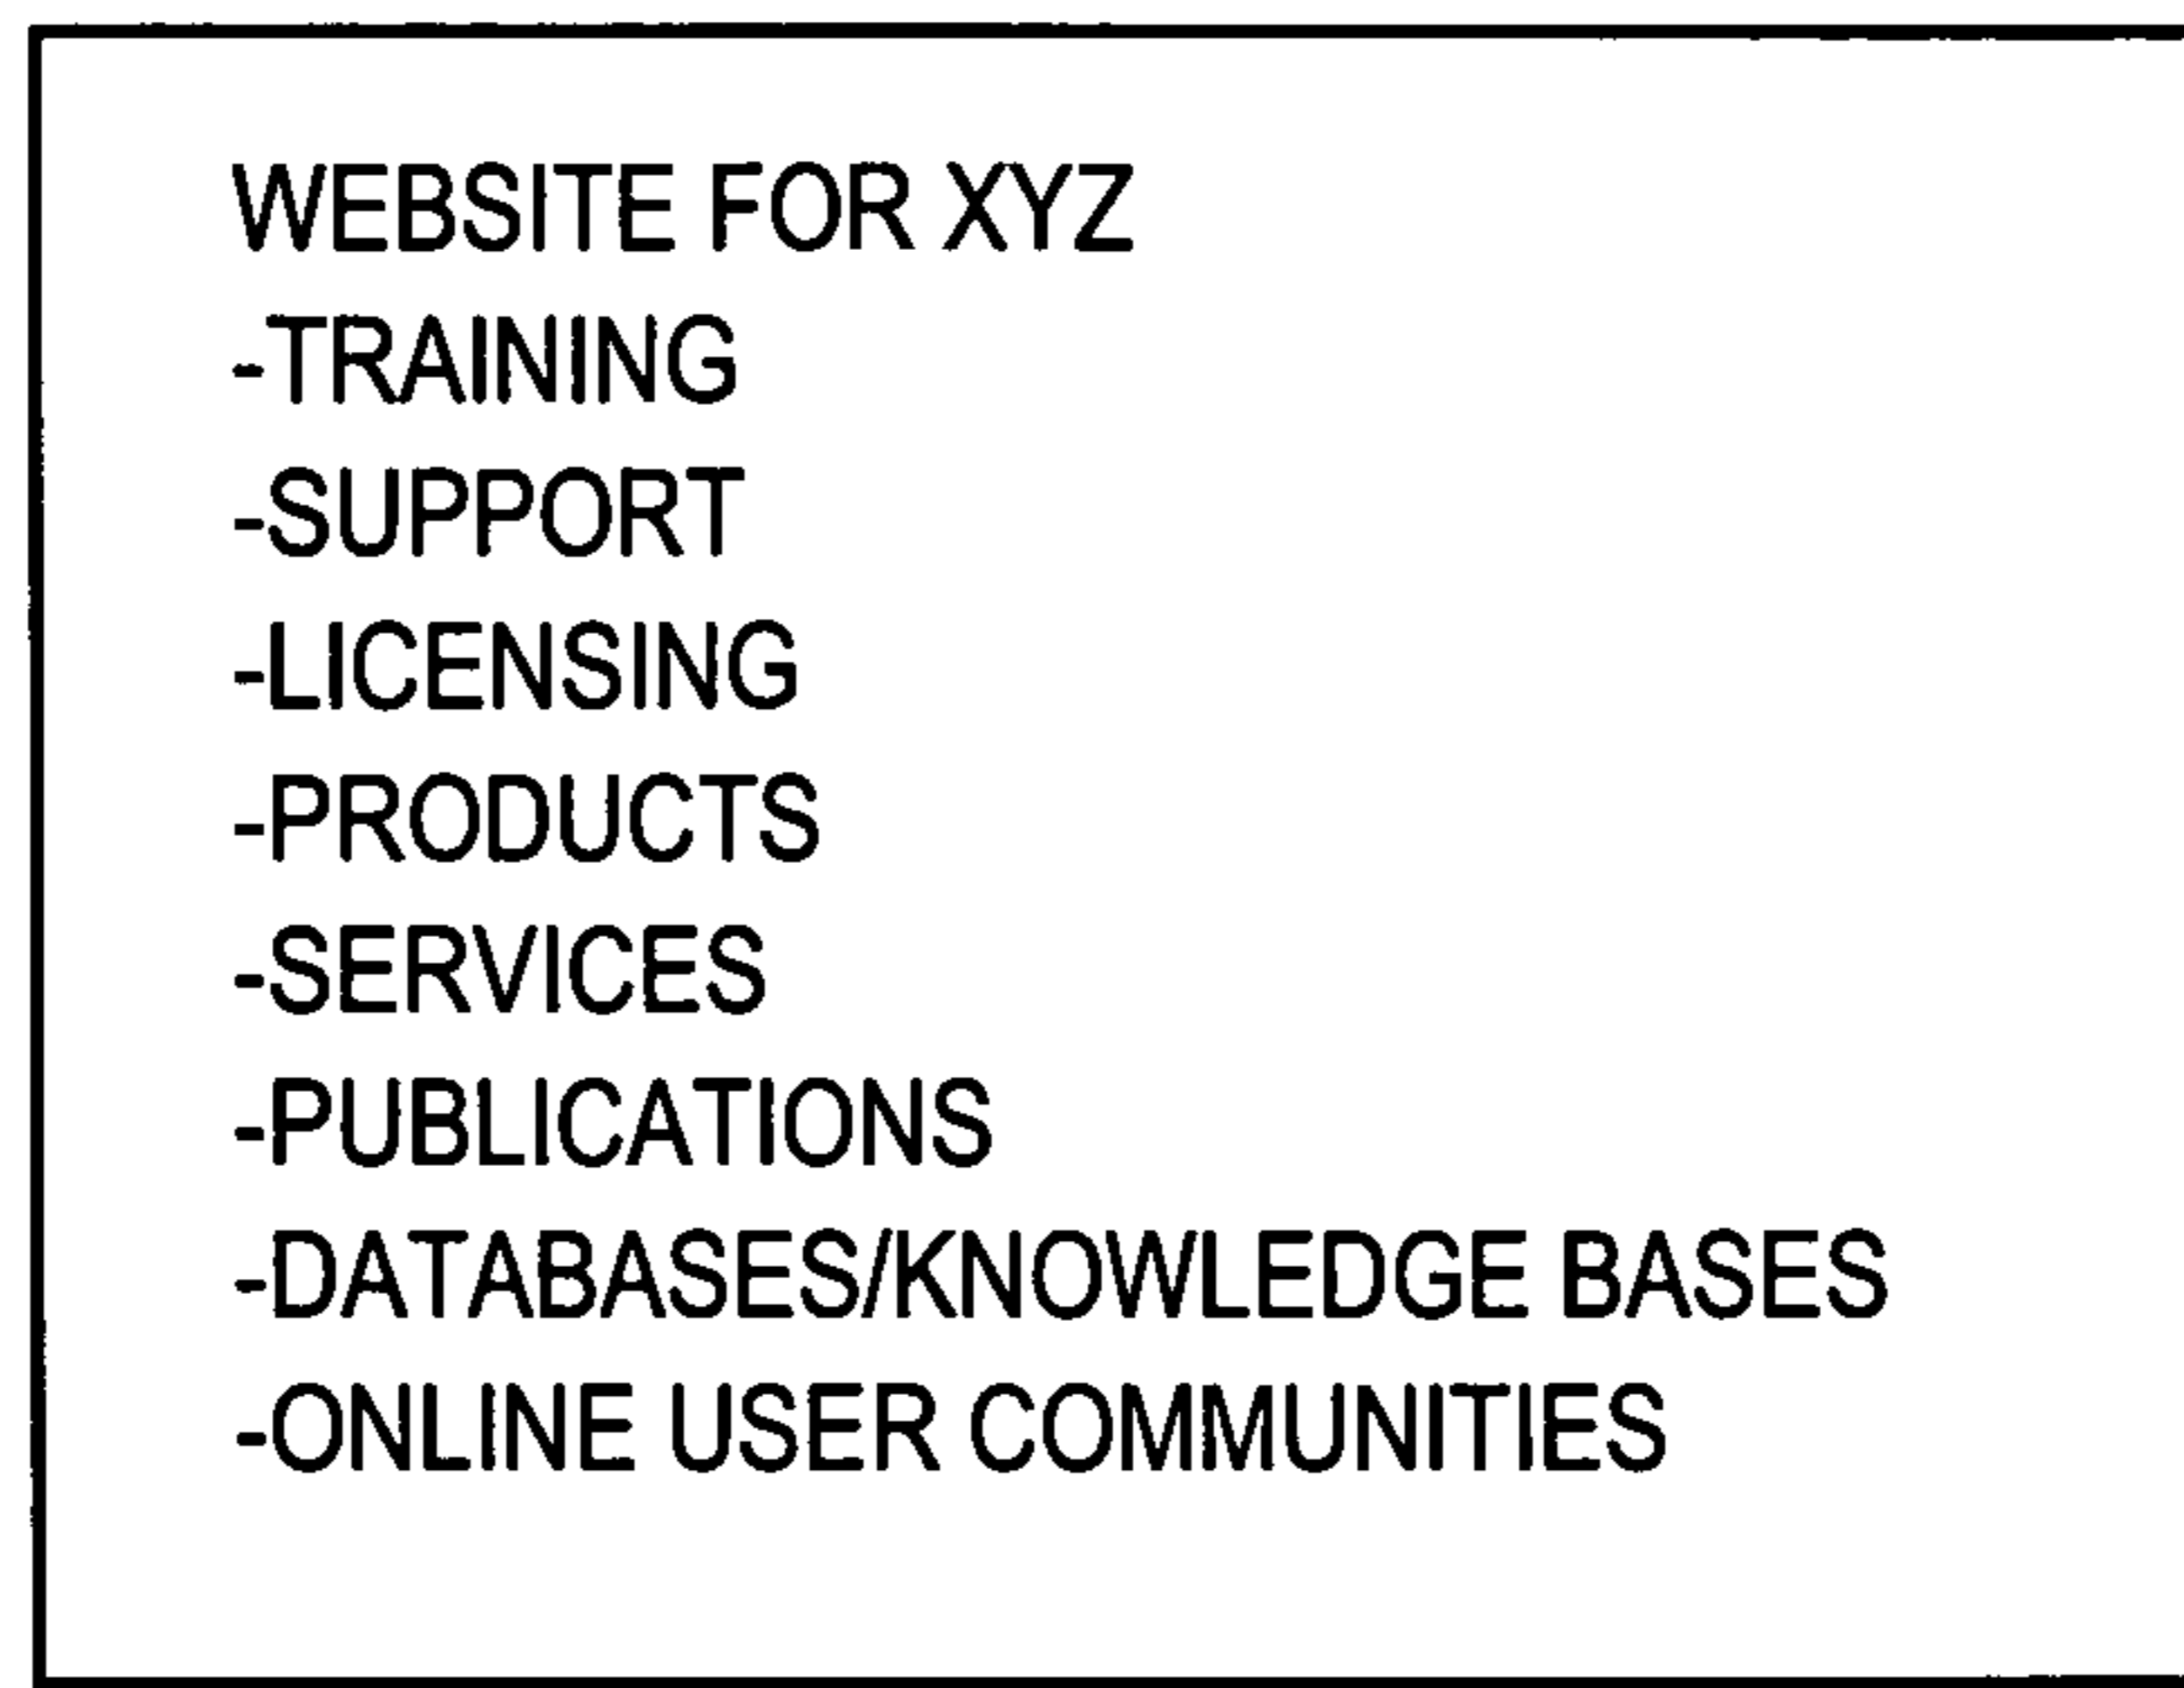 WEBSITE FOR XYZ
-TRAINING
-SUPPORT
-LICENSING
-PRODUCTS
-SERVICES
-PUBLICATIONS
-DATABASES/KNOWLEDGE BASES
-ONLINE USER COMMUNITIES